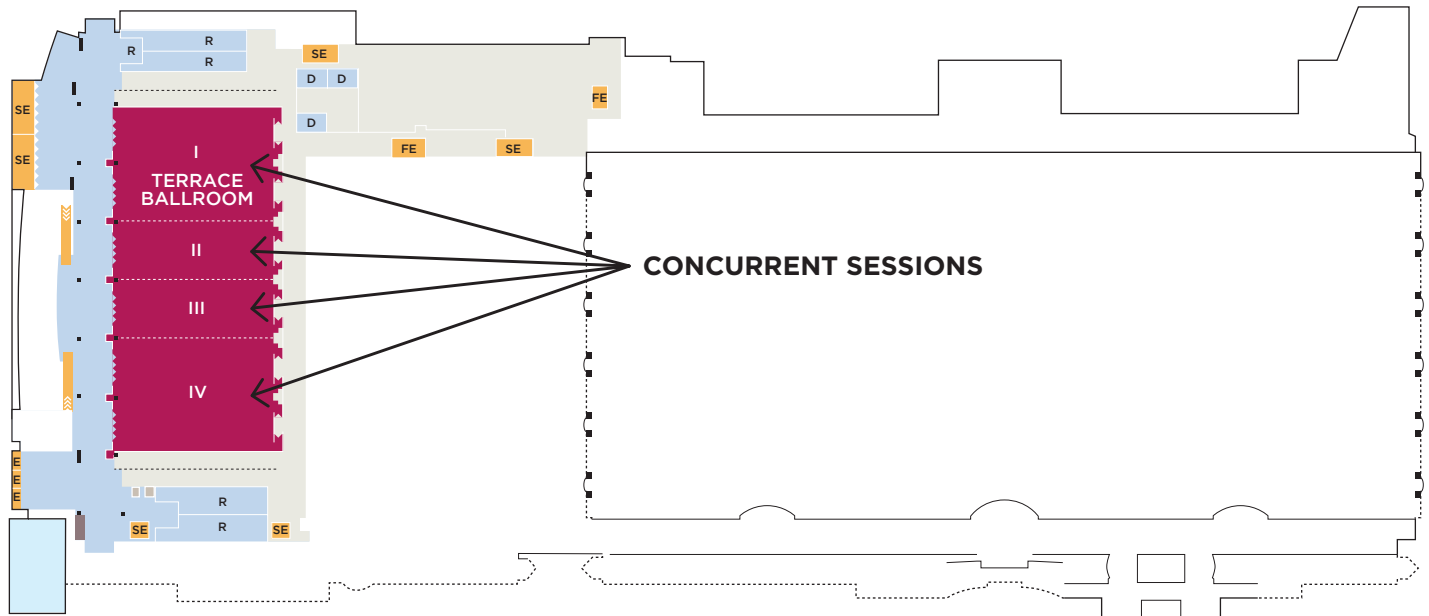 R
R
R
SE
D
D
D
FE
FE
SE
SE
SE
I
TERRACE
BALLROOM
II
III
IV
CONCURRENT SESSIONS
E
E
E
R
R
SE
SE